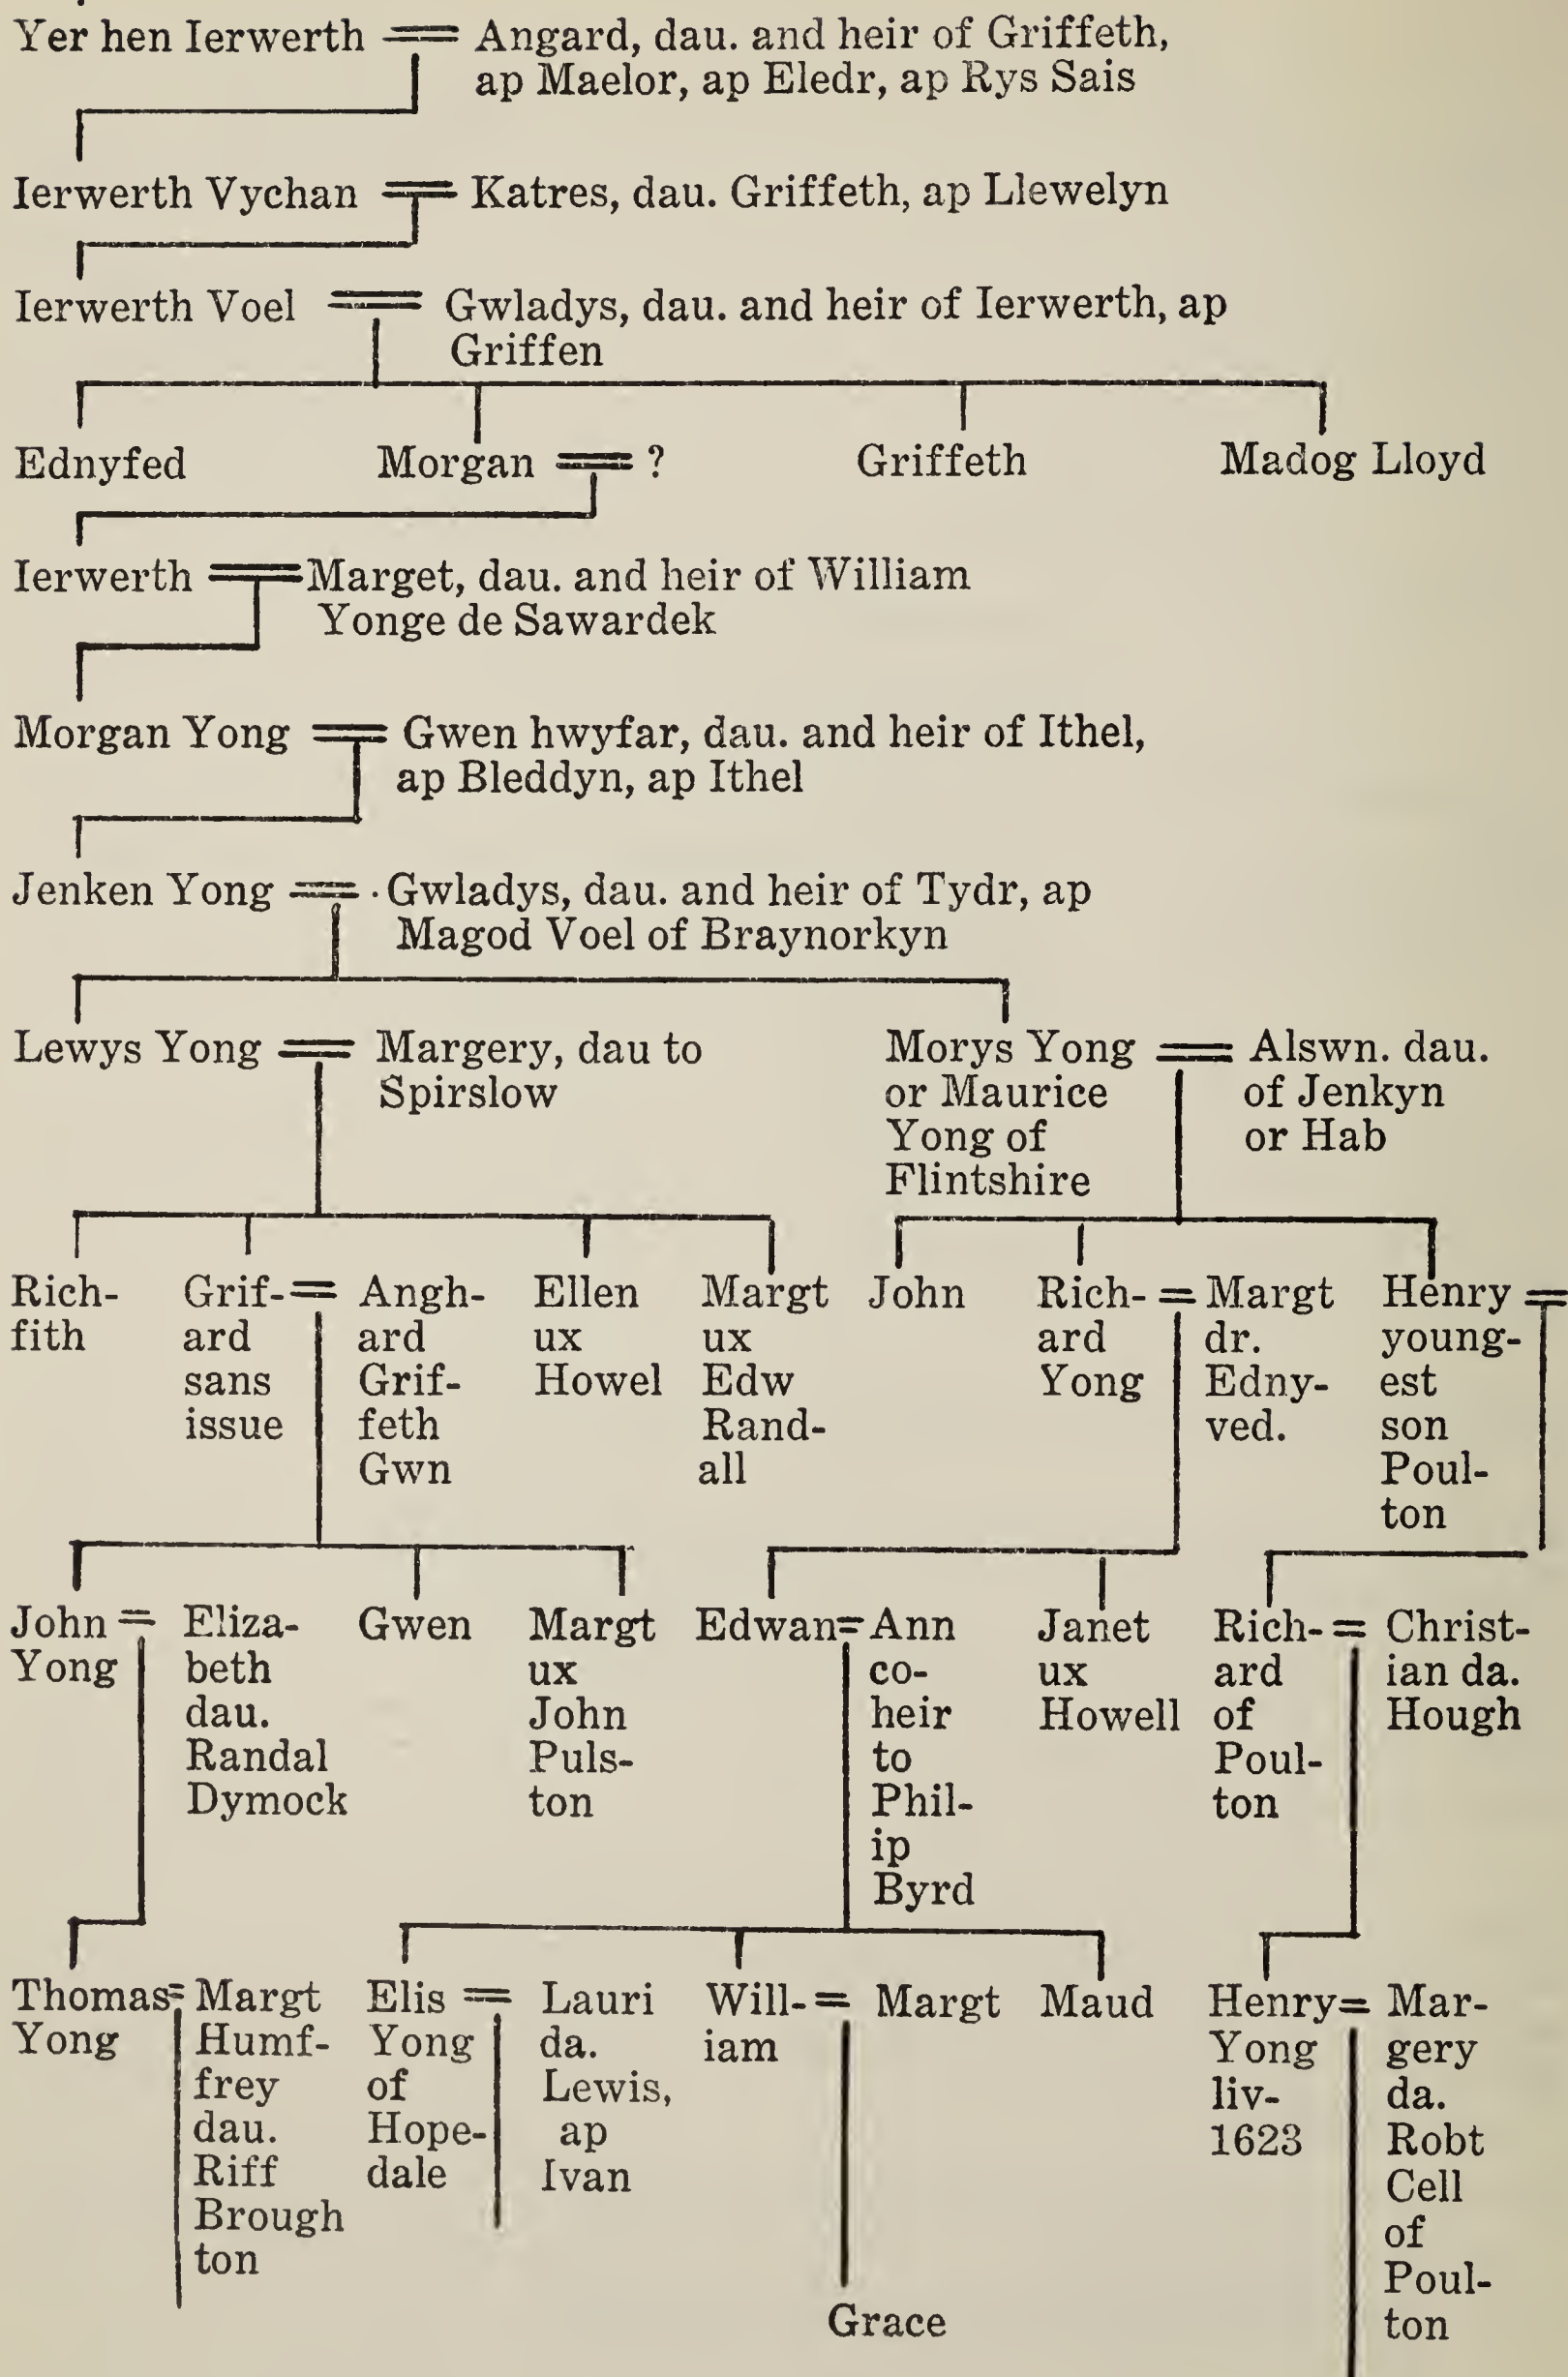 Yer hen Ierwerth == Angard, dau. and heir of Griffeth,
ap Maelor, ap Eledr, ap Rys Sais
Ierwerth Vychan == Katres, dau. Griffeth, ap Llewelyn
Ierwerth Voel == Gwladys, dau. and heir of Ierwerth, ap
Griffen
Ednyfed Morgan == ? Griffeth Madog Lloyd
Ierwerth == Marget, dau. and heir of William
Yonge de Sawardek
Morgan Yong == Gwen hwyfar, dau. and heir of Ithel,
ap Bleddyn, ap Ithel
Jenken Yong == Gwladys, dau. and heir of Tydr, ap
Magod Voel of Braynorkyn
Lewys Yong == Margery, dau to
Spirslow
Morys Yong
or Maurice
Yong of
Flintshire
== Alswn. dau.
of Jenkyn
or Hab
Rich-
fith
Grif-
ard
sans
issue
= Angh-
ard
Grif-
feth
Gwn
Ellen
ux
Howel
Margt
ux
Edw
Rand-
all
John
Rich-
ard
Yong
= Margt
dr.
Edny-
ved.
Henry =
young-
est
son
Poul-
ton
John =
Yong
Eliza-
beth
dau.
Randal
Dymock
Gwen
Margt
ux
John
Puls-
ton
Edwan=
Ann
co-
heir
to
Phil-
ip
Byrd
Janet
ux
Howell
Rich-
ard
of
Poul-
ton
= Christ-
ian da.
Hough
Thomas=
Yong
Margt
Humf-
frey
dau.
Riff
Brough
ton
Elis ==
Yong
of
Hope-
dale
Lauri
da.
Lewis,
ap
Ivan
Will-
iam
= Margt
Maud
Henry=
Yong
liv-
1623
Mar-
gery
da.
Robt
Cell
of
Poul-
ton
Grace